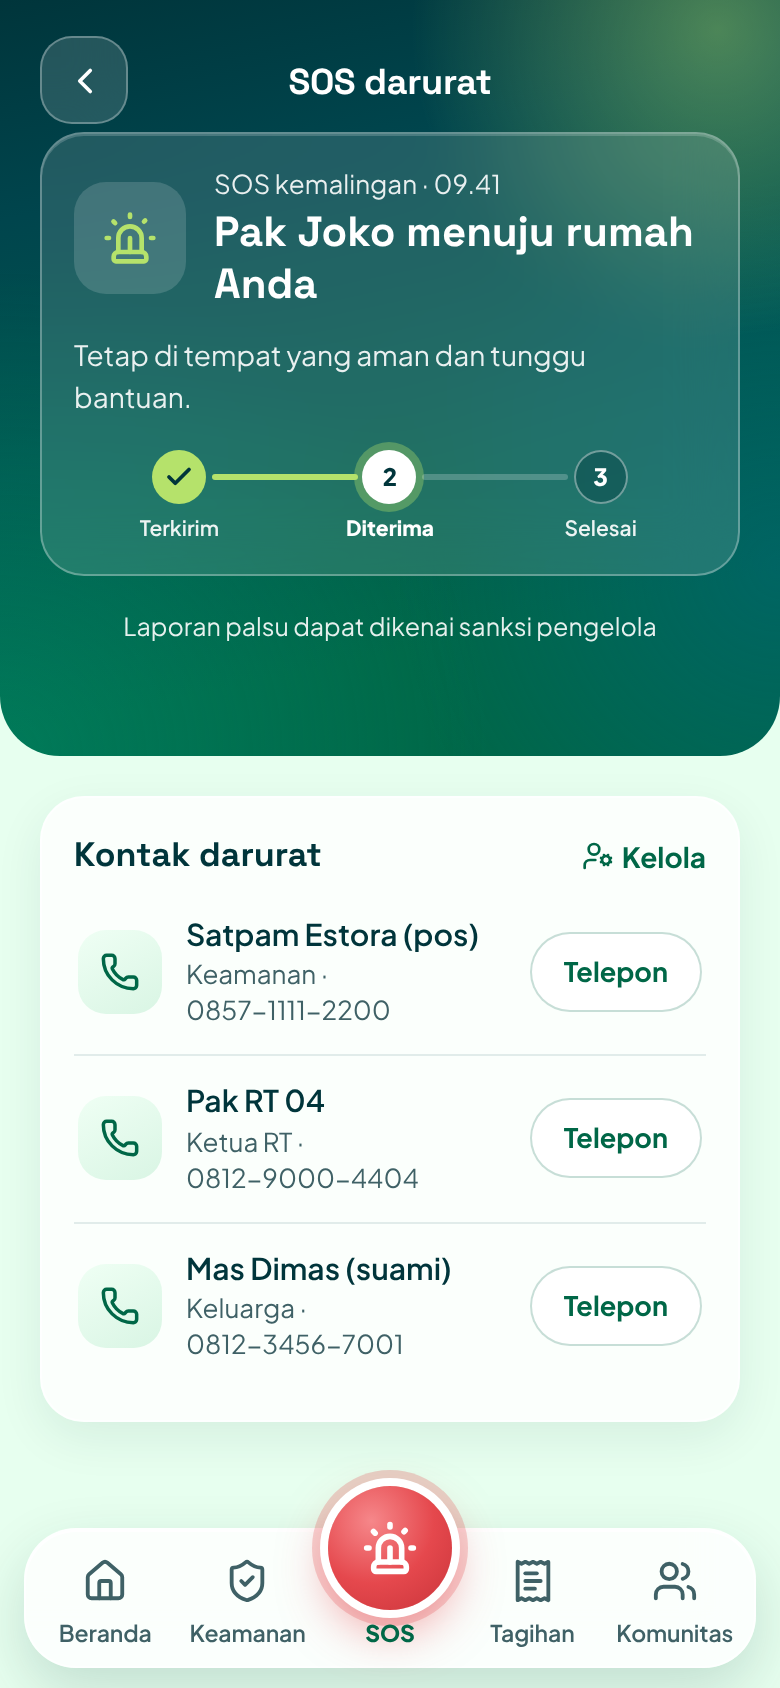 SOS darurat
SOS kemalingan · 09.41
Pak Joko menuju rumah
Anda
Tetap di tempat yang aman dan tunggu
bantuan.
2
3
Terkirim
Diterima
Selesai
Laporan palsu dapat dikenai sanksi pengelola
Kontak darurat
Kelola
Satpam Estora (pos)
Keamanan ·
0857-1111-2200
Telepon
Pak RT 04
Ketua RT ·
0812-9000-4404
Telepon
Mas Dimas (suami)
Keluarga ·
0812-3456-7001
Telepon
Beranda
Keamanan
SOS
Tagihan
Komunitas